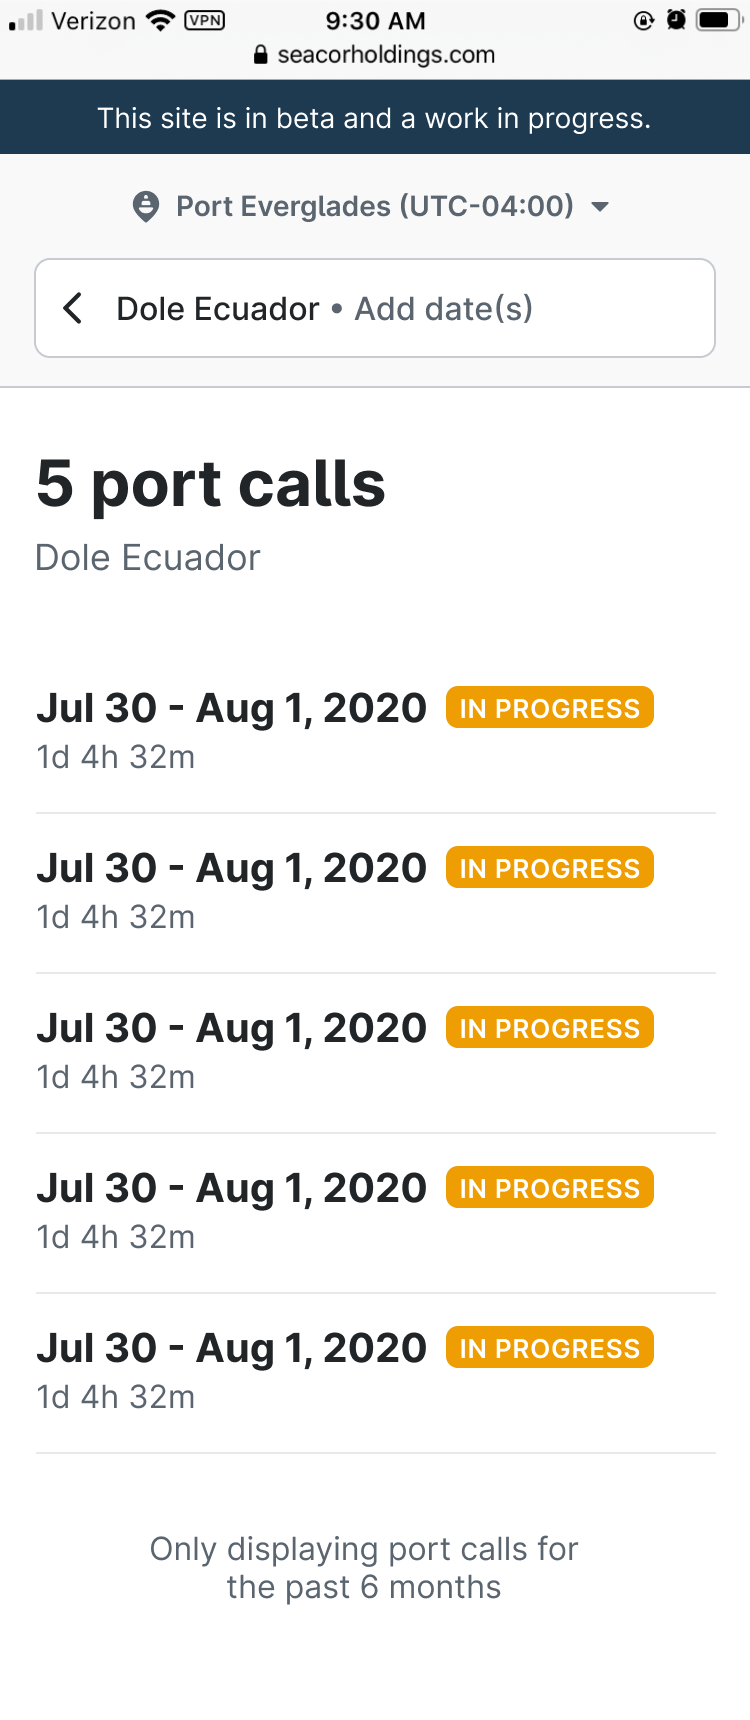 Verizon VPN 9:30 AM
seacorholdings.com
This site is in beta and a work in progress.
Port Everglades (UTC-04:00)
Dole Ecuador • Add date(s)
5 port calls
Dole Ecuador
Jul 30 - Aug 1, 2020 IN PROGRESS
1d 4h 32m
Jul 30 - Aug 1, 2020 IN PROGRESS
1d 4h 32m
Jul 30 - Aug 1, 2020 IN PROGRESS
1d 4h 32m
Jul 30 - Aug 1, 2020 IN PROGRESS
1d 4h 32m
Jul 30 - Aug 1, 2020 IN PROGRESS
1d 4h 32m
Only displaying port calls for
the past 6 months